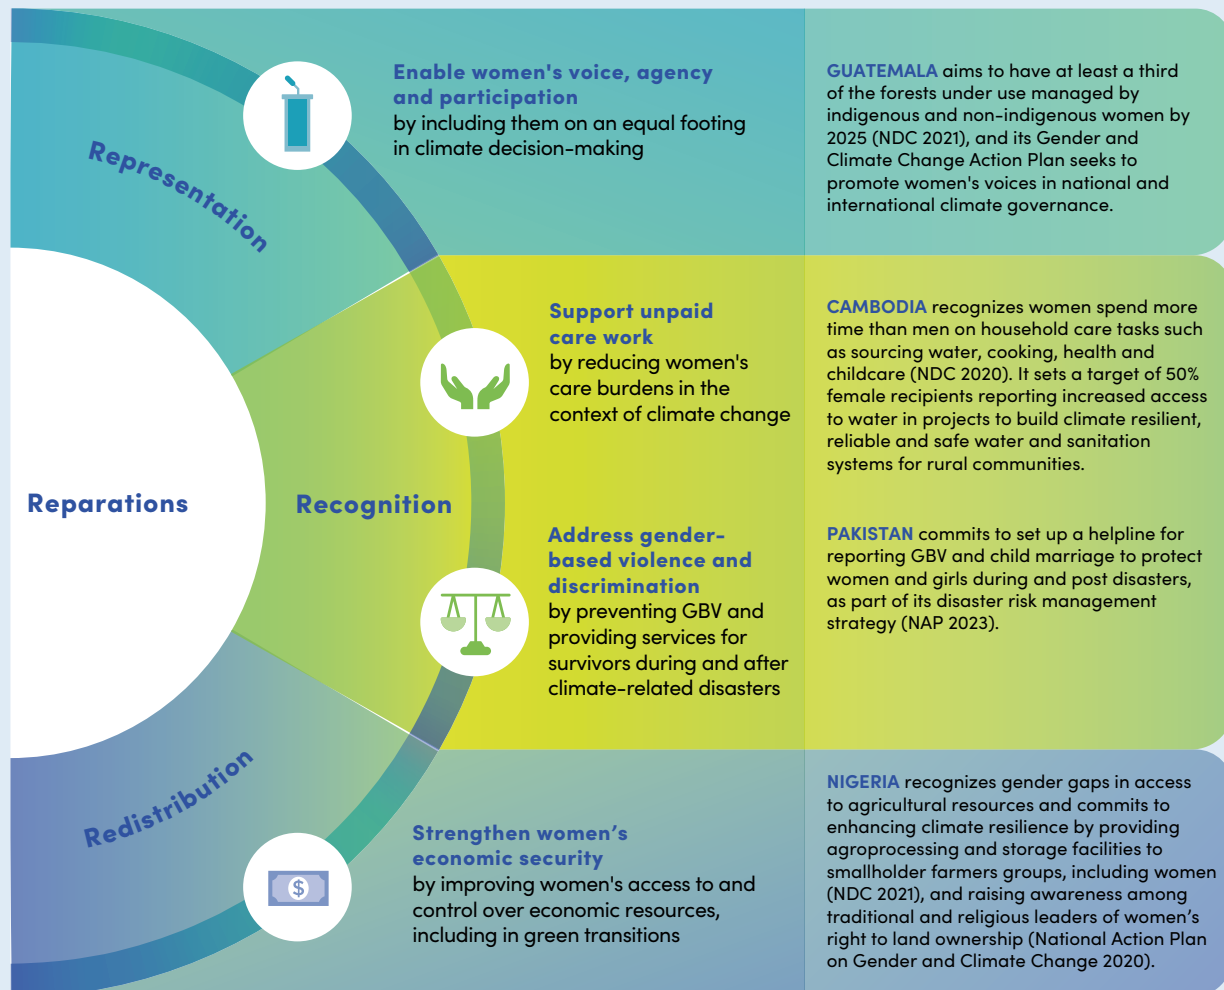 Representation
Enable women's voice, agency
and participation
by including them on an equal footing
in climate decision-making
GUATEMALA aims to have at least a third
of the forests under use managed by
indigenous and non-indigenous women by
2025 (NDC 2021), and its Gender and
Climate Change Action Plan seeks to
promote women's voices in national and
international climate governance.
Reparations
Recognition
Support unpaid
care work
by reducing women's
care burdens in the
context of climate change
CAMBODIA recognizes women spend more
time than men on household care tasks such
as sourcing water, cooking, health and
childcare (NDC 2020). It sets a target of 50%
female recipients reporting increased access
to water in projects to build climate resilient,
reliable and safe water and sanitation
systems for rural communities.
Address gender-
based violence and
discrimination
by preventing GBV and
providing services for
survivors during and after
climate-related disasters
PAKISTAN commits to set up a helpline for
reporting GBV and child marriage to protect
women and girls during and post disasters,
as part of its disaster risk management
strategy (NAP 2023).
Redistribution
$
Strengthen women’s
economic security
by improving women's access to and
control over economic resources,
including in green transitions
NIGERIA recognizes gender gaps in access
to agricultural resources and commits to
enhancing climate resilience by providing
agroprocessing and storage facilities to
smallholder farmers groups, including women
(NDC 2021), and raising awareness among
traditional and religious leaders of women’s
right to land ownership (National Action Plan
on Gender and Climate Change 2020).